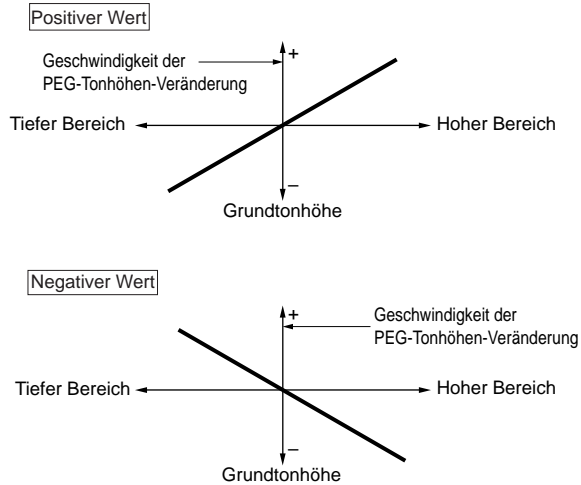 Positiver Wert
Geschwindigkeit der
PEG-Tonhöhen-Veränderung
+
Tiefer Bereich
Hoher Bereich
–
Grundtonhöhe
Negativer Wert
+
Geschwindigkeit der
PEG-Tonhöhen-Veränderung
Tiefer Bereich
Hoher Bereich
–
Grundtonhöhe